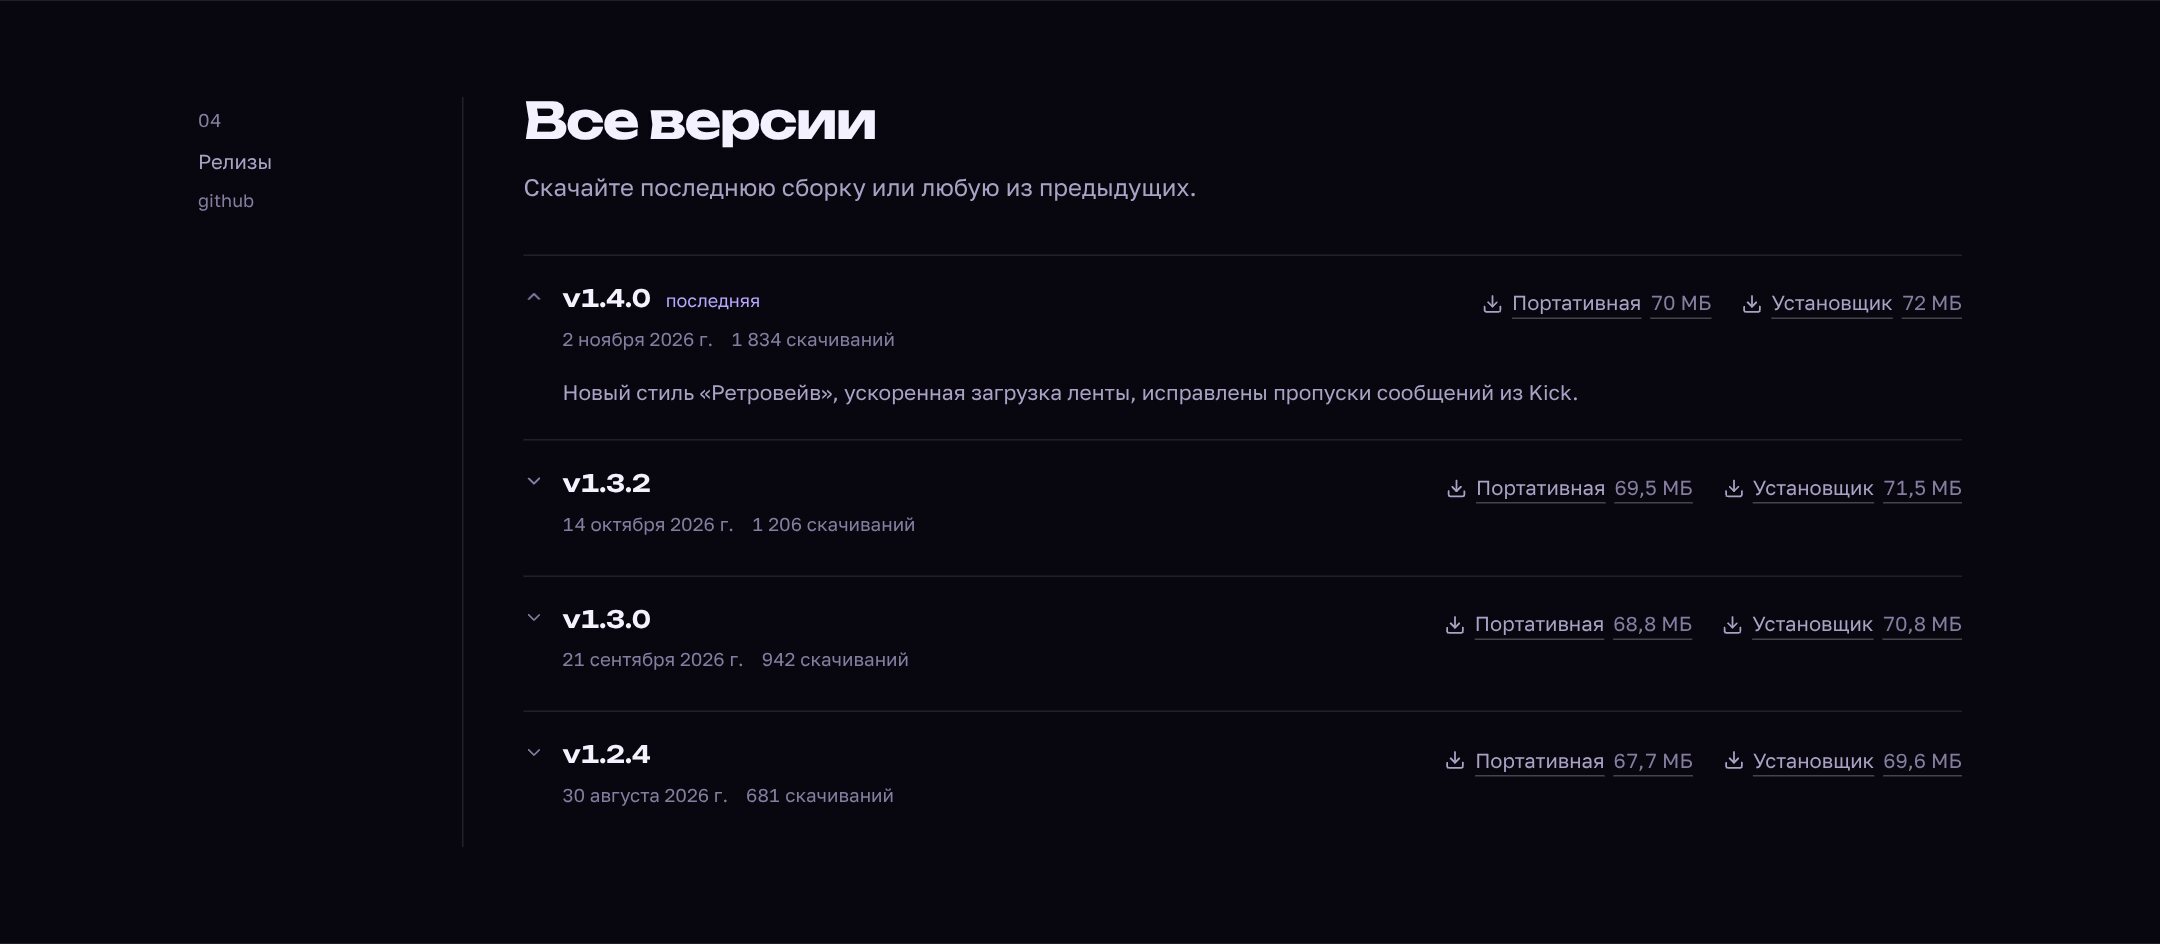 04
Релизы
github
Все версии
Скачайте последнюю сборку или любую из предыдущих.
v1.4.0 последняя
Портативная 70 МБ Установщик 72 МБ
2 ноября 2026 г. 1 834 скачиваний
Новый стиль «Ретровейв», ускоренная загрузка ленты, исправлены пропуски сообщений из Kick.
v1.3.2
Портативная 69,5 МБ Установщик 71,5 МБ
14 октября 2026 г. 1 206 скачиваний
v1.3.0
Портативная 68,8 МБ Установщик 70,8 МБ
21 сентября 2026 г. 942 скачиваний
v1.2.4
Портативная 67,7 МБ Установщик 69,6 МБ
30 августа 2026 г. 681 скачиваний